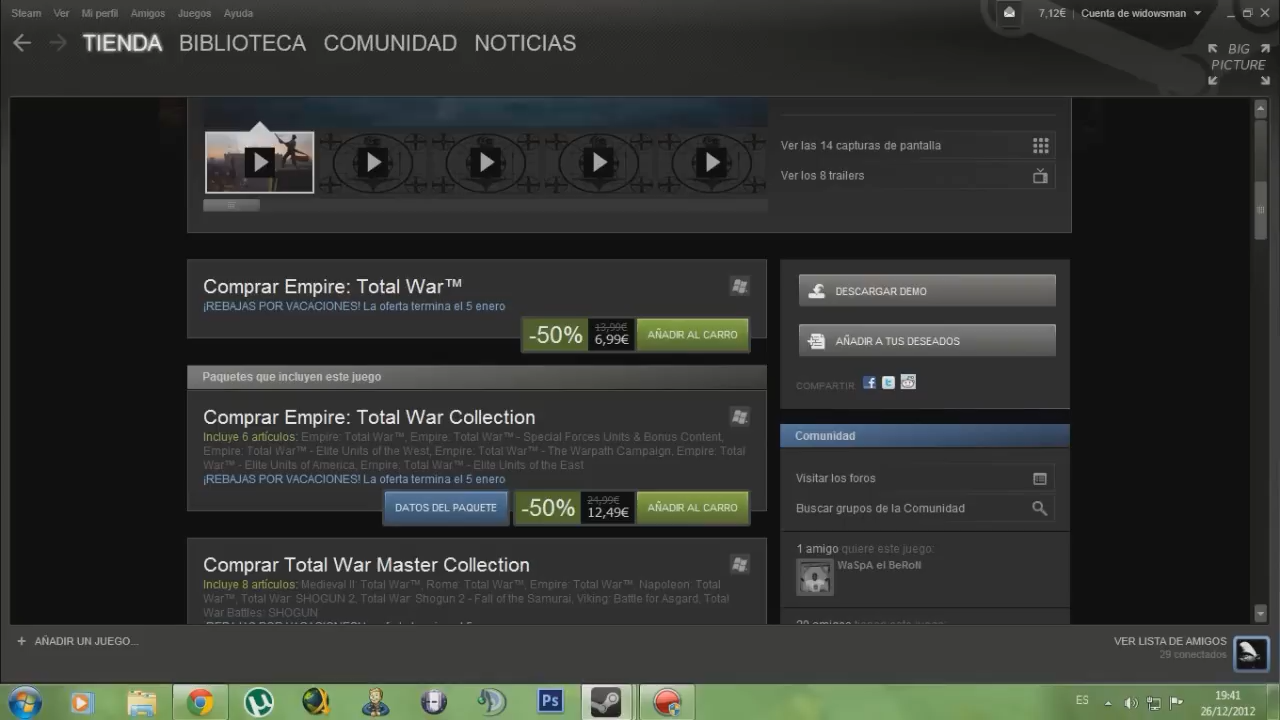 Steam Ver Mi perfil Amigos Juegos Ayuda
7,12€ Cuenta de widowsman
TIENDA BIBLIOTECA COMUNIDAD NOTICIAS
BIG
PICTURE
Ver las 14 capturas de pantalla
Ver los 8 trailers
Comprar Empire: Total War™
¡REBAJAS POR VACACIONES! La oferta termina el 5 enero
-50% 13,99€ 6,99€ AÑADIR AL CARRO
Paquetes que incluyen este juego
Comprar Empire: Total War Collection
Incluye 6 artículos: Empire: Total War™, Empire: Total War™ - Special Forces Units & Bonus Content,
Empire: Total War™ - Elite Units of the West, Empire: Total War™ - The Warpath Campaign, Empire: Total
War™ - Elite Units of America, Empire: Total War™ - Elite Units of the East
¡REBAJAS POR VACACIONES! La oferta termina el 5 enero
DATOS DEL PAQUETE -50% 24,99€ 12,49€ AÑADIR AL CARRO
Comprar Total War Master Collection
Incluye 8 artículos: Medieval II: Total War™, Rome: Total War™, Empire: Total War™, Napoleon: Total
War™, Total War: SHOGUN 2, Total War: Shogun 2 - Fall of the Samurai, Viking: Battle for Asgard, Total
War Battles: SHOGUN
DESCARGAR DEMO
AÑADIR A TUS DESEADOS
COMPARTIR:
Comunidad
Visitar los foros
Buscar grupos de la Comunidad
1 amigo quiere este juego:
WaSpA el BeRoN
AÑADIR UN JUEGO...
VER LISTA DE AMIGOS
29 conectados
Ps
ES
19:41
26/12/2012